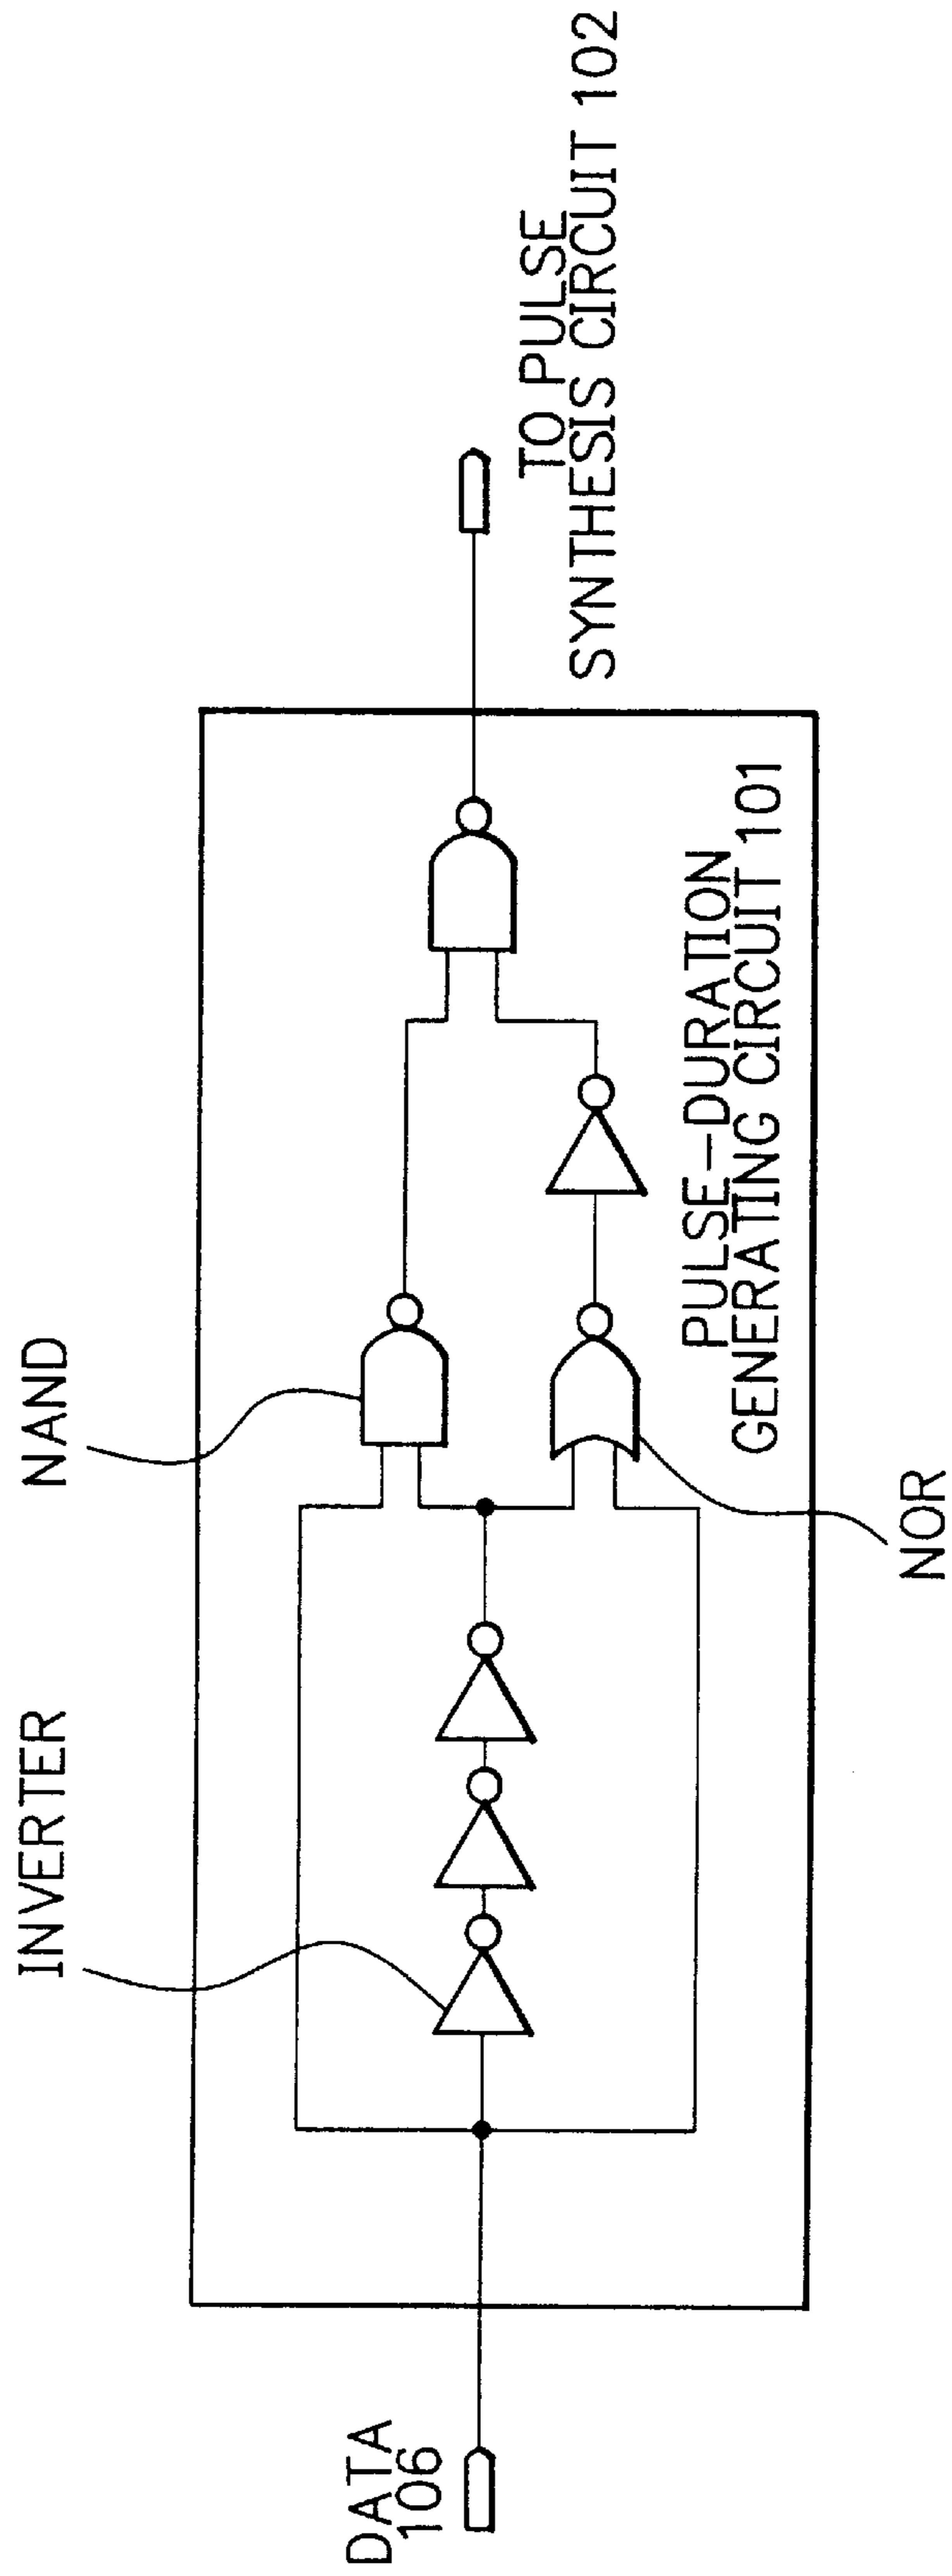 INVERTER
NAND
DATA
106
TO PULSE
SYNTHESIS CIRCUIT 102
PULSE-DURATION
GENERATING CIRCUIT 101
NOR